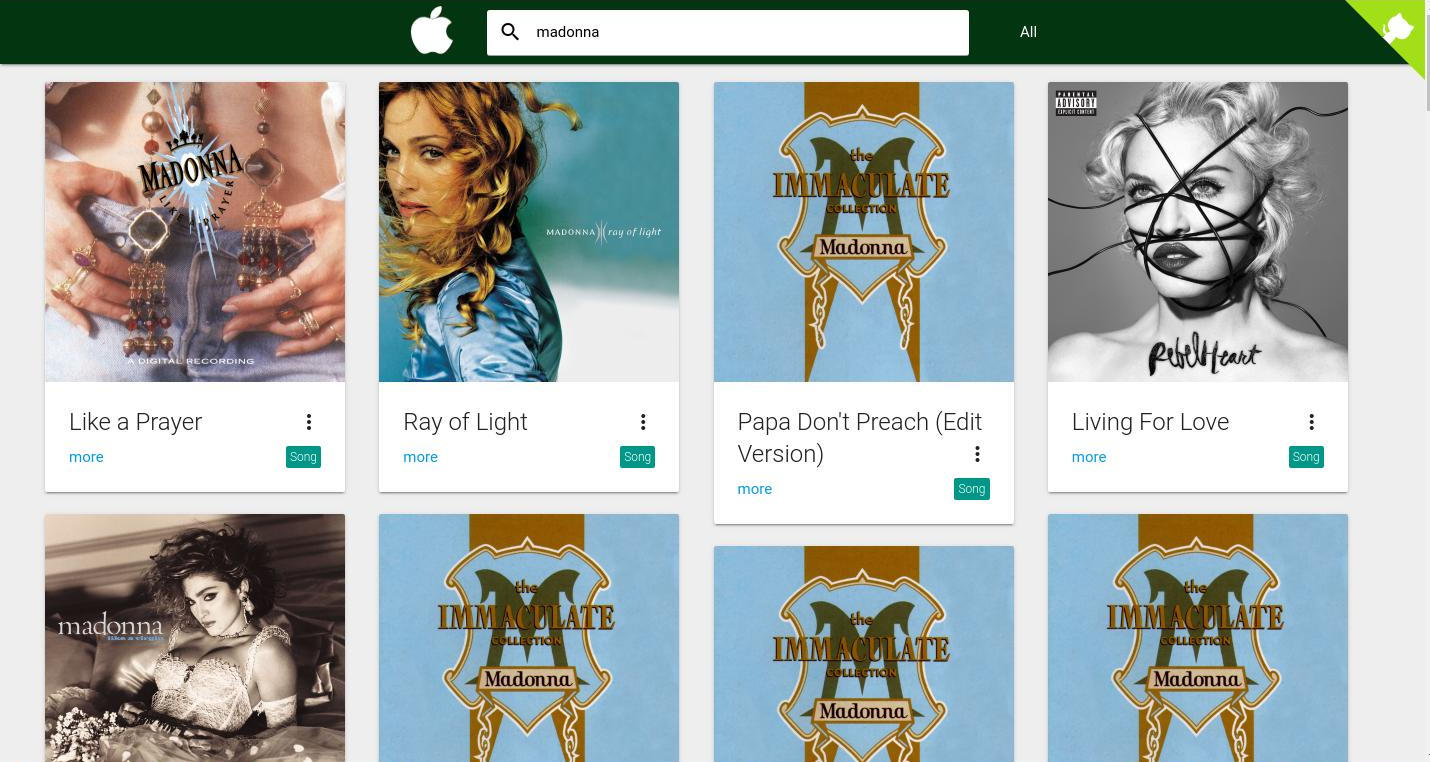 madonna
All
MADONNA
LIKE A PRAYER
A DIGITAL RECORDING
Like a Prayer
more
Song
MADONNA ray of light
Ray of Light
more
Song
the
IMMACULATE
COLLECTION
Madonna
Papa Don't Preach (Edit
Version)
more
Song
PARENTAL
ADVISORY
EXPLICIT CONTENT
Rebel Heart
Living For Love
more
Song
madonna
like a virgin
the
IMMACULATE
COLLECTION
Madonna
the
IMMACULATE
COLLECTION
Madonna
the
IMMACULATE
COLLECTION
Madonna